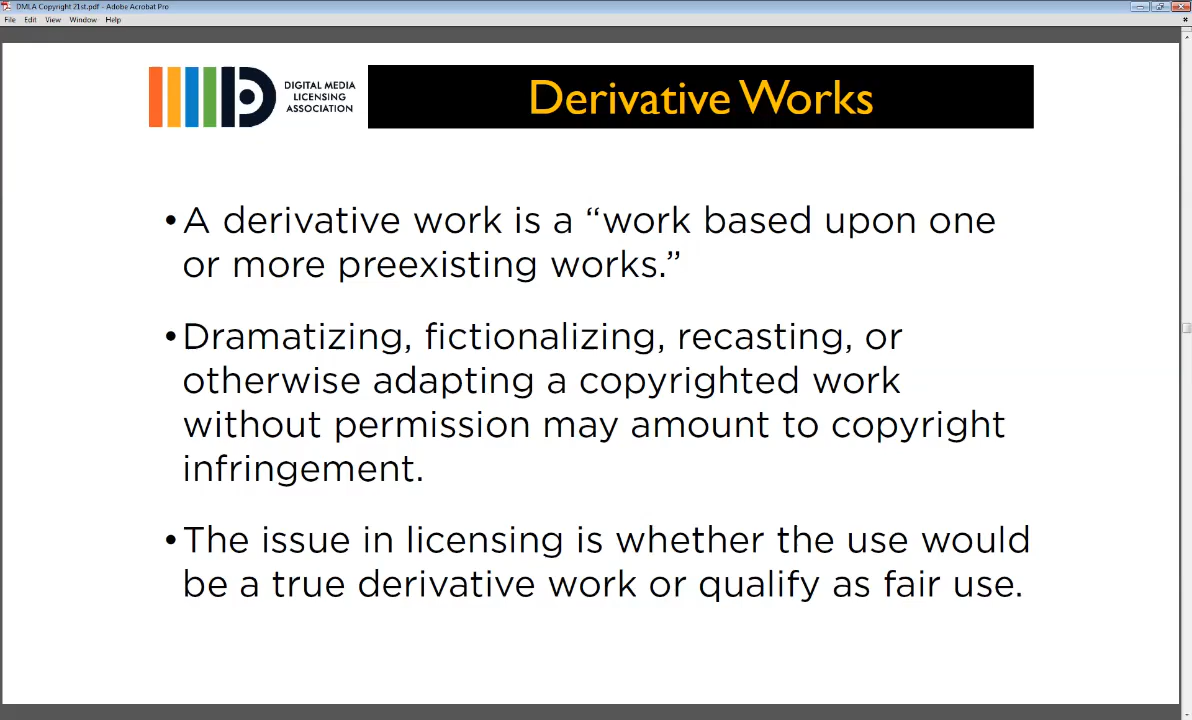 DMLA Copyright 21st.pdf - Adobe Acrobat Pro
File Edit View Window Help
DIGITAL MEDIA
LICENSING
ASSOCIATION
Derivative Works
•A derivative work is a “work based upon one
or more preexisting works.”
•Dramatizing, fictionalizing, recasting, or
otherwise adapting a copyrighted work
without permission may amount to copyright
infringement.
•The issue in licensing is whether the use would
be a true derivative work or qualify as fair use.